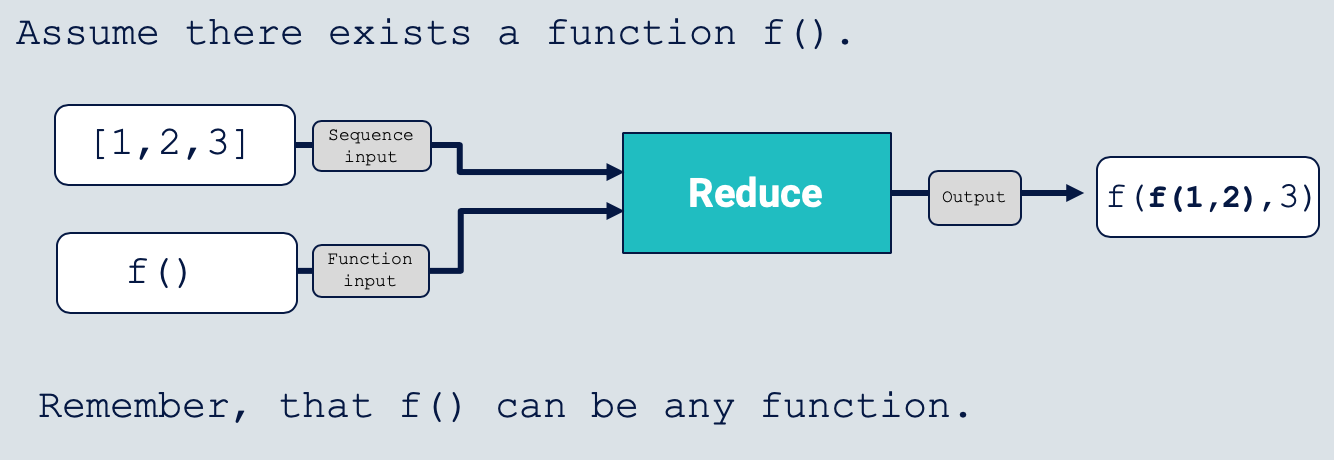 Assume there exists a function f().
[1,2,3]
Sequence
input
f()
Function
input
Reduce
Output
f(f(1,2),3)
Remember, that f() can be any function.